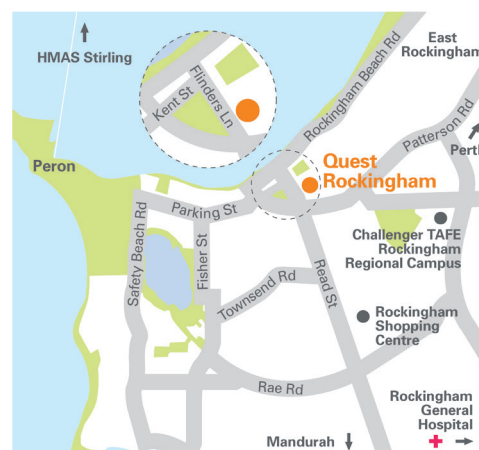 HMAS Stirling
East
Rockingham
Kent St
Flinders Ln
Rockingham Beach Rd
Patterson Rd
Perth
Peron
Quest
Rockingham
Parking St
Safety Beach Rd
Fisher St
Challenger TAFE
Rockingham
Regional Campus
Townsend Rd
Read St
Rockingham
Shopping
Centre
Rae Rd
Rockingham
General
Hospital
Mandurah